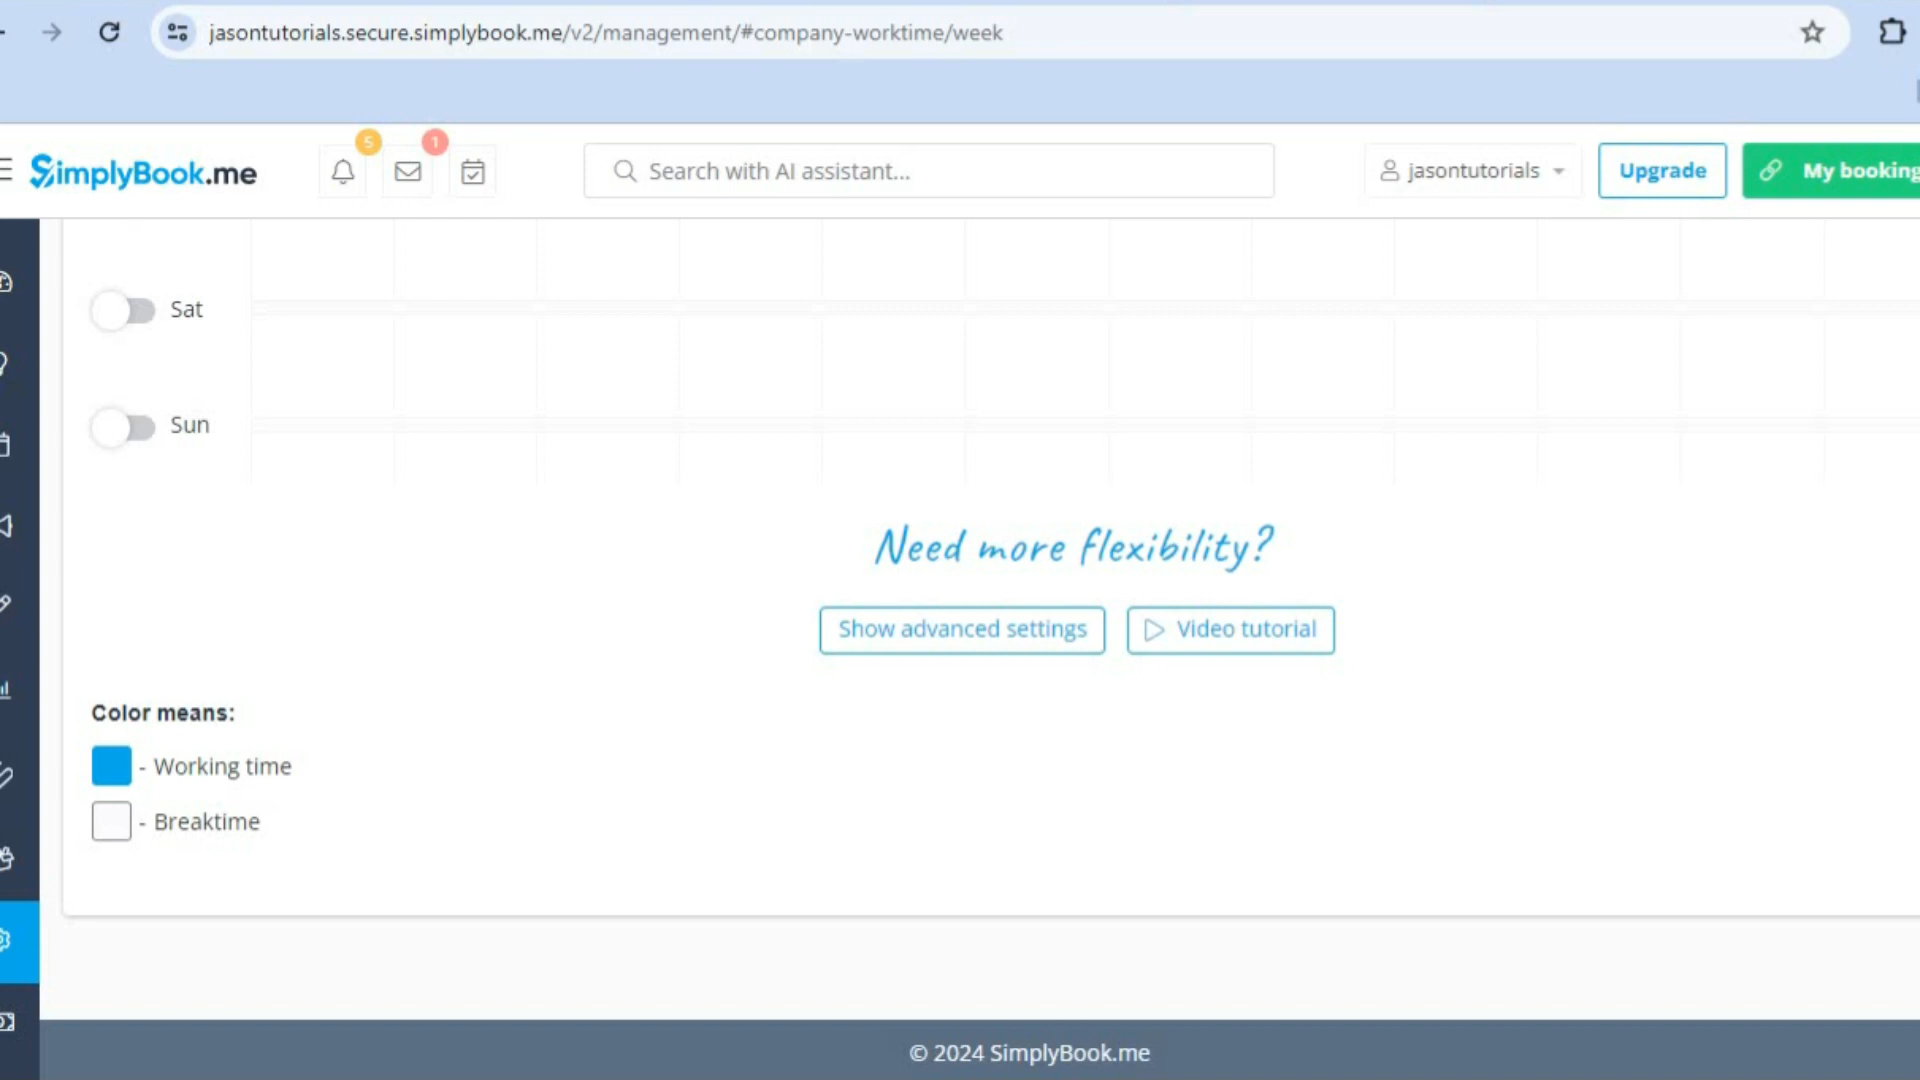 jasontutorials.secure.simplybook.me/v2/management/#company-worktime/week
SimplyBook.me
5
1
Search with AI assistant...
jasontutorials
Upgrade
My booking
Sat
Sun
Need more flexibility?
Show advanced settings
Video tutorial
Color means:
- Working time
- Breaktime
© 2024 SimplyBook.me